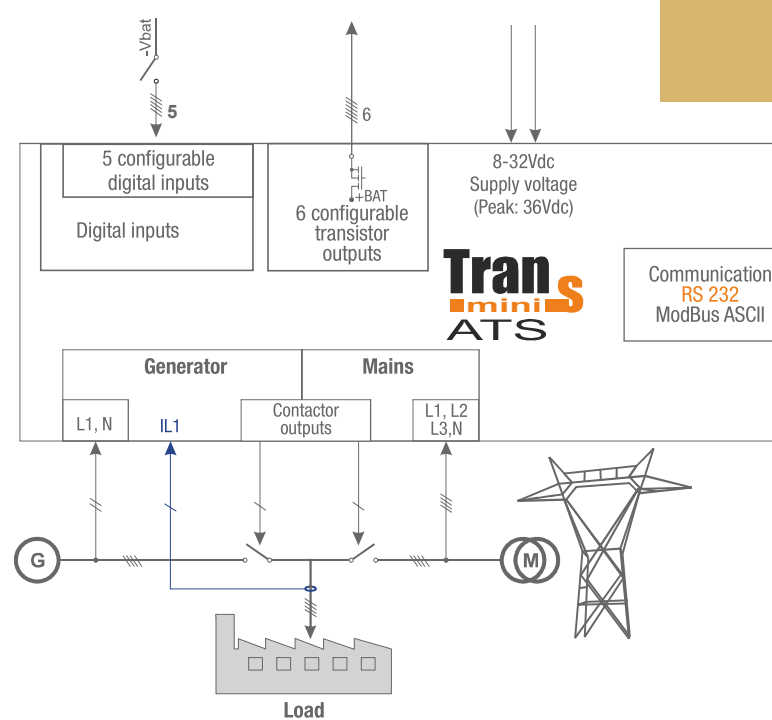 -Vbat
5
6
5 configurable
digital inputs
Digital inputs
+BAT
6 configurable
transistor
outputs
8-32Vdc
Supply voltage
(Peak: 36Vdc)
Trans
mini
ATS
Communication
RS 232
ModBus ASCII
Generator
Mains
L1, N
IL1
Contactor
outputs
L1, L2
L3,N
G
M
Load